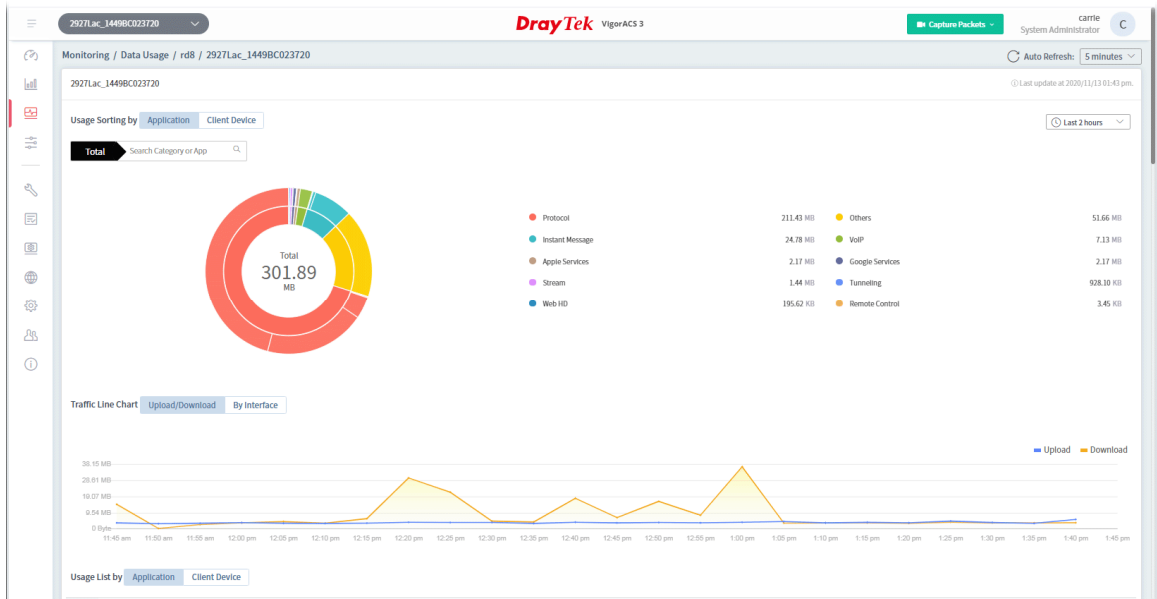 2927Lac_1449BC023720
DrayTek VigorACS 3
Capture Packets
carrie
System Administrator
C
Monitoring / Data Usage / rd8 / 2927Lac_1449BC023720
Auto Refresh: 5 minutes
2927Lac_1449BC023720
Last update at 2020/11/13 01:43 pm.
Usage Sorting by Application Client Device
Last 2 hours
Total Search Category or App
Total
301.89
MB
Protocol 211.43 MB Others 51.66 MB
Instant Message 24.78 MB VoIP 7.13 MB
Apple Services 2.17 MB Google Services 2.17 MB
Stream 1.44 MB Tunneling 928.10 KB
Web HD 195.62 KB Remote Control 3.45 KB
Traffic Line Chart Upload/Download By Interface
Upload Download
38.15 MB
28.61 MB
19.07 MB
9.54 MB
0 Byte
11:45 am 11:50 am 11:55 am 12:00 pm 12:05 pm 12:10 pm 12:15 pm 12:20 pm 12:25 pm 12:30 pm 12:35 pm 12:40 pm 12:45 pm 12:50 pm 12:55 pm 1:00 pm 1:05 pm 1:10 pm 1:15 pm 1:20 pm 1:25 pm 1:30 pm 1:35 pm 1:40 pm 1:45 pm
Usage List by Application Client Device